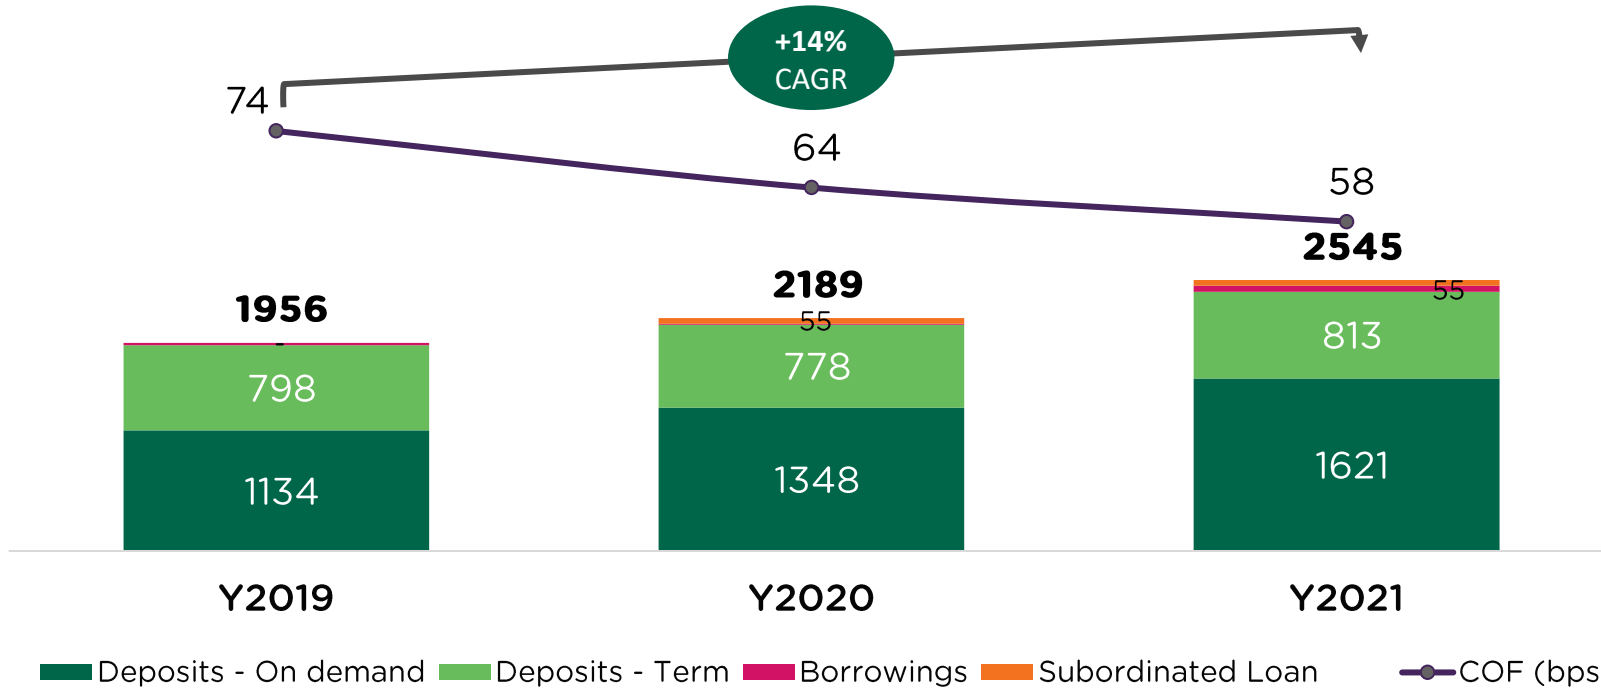 +14%
CAGR
74
64
58
1956
2189
2545
-
55
55
798
778
813
1134
1348
1621
Y2019
Y2020
Y2021
Deposits - On demand
Deposits - Term
Borrowings
Subordinated Loan
COF (bps